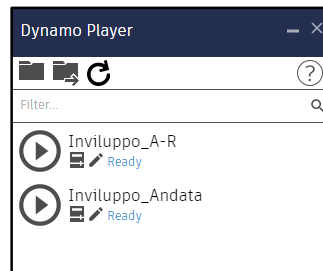 Dynamo Player
Filter...
Inviluppo_A-R
Ready
Inviluppo_Andata
Ready